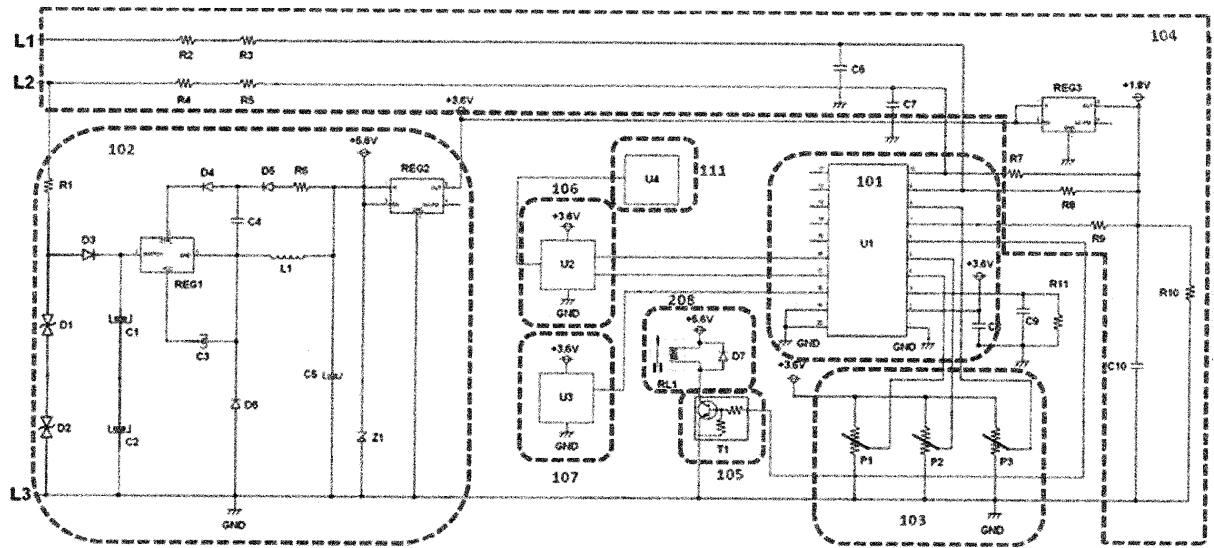 L1
104
R2 R3
L2
C6
R4 R5
C7
+3.6V
REG3
+1.8V
102
+5.6V
REG2
D4 D5 R6
R1
U4
111
106
101
R7
+3.6V
C4
R8
D3
U2
U1
R9
REG1
L1
GND
208
+3.6V
R11
R10
+5.6V
D1
C1
C3
+3.6V
D7
GND GND
C9
C10
C5
RL1
+3.6V
U3
D6
D2
C2
Z1
T1
P1 P2 P3
GND
105
107
L3
GND
103
GND